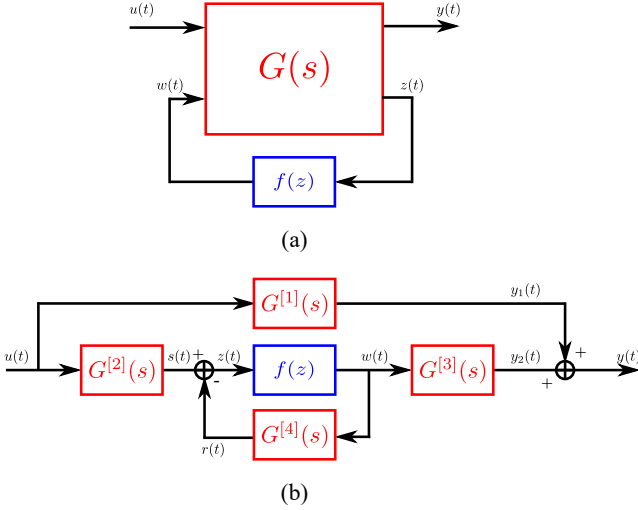 u(t) y(t)
G(s)
w(t) z(t)
f(z)
(a)
G^{[1]}(s) y_1(t)
u(t) G^{[2]}(s) s(t) + z(t) f(z) w(t) G^{[3]}(s) y_2(t) + + y(t)
-
r(t) G^{[4]}(s)
(b)